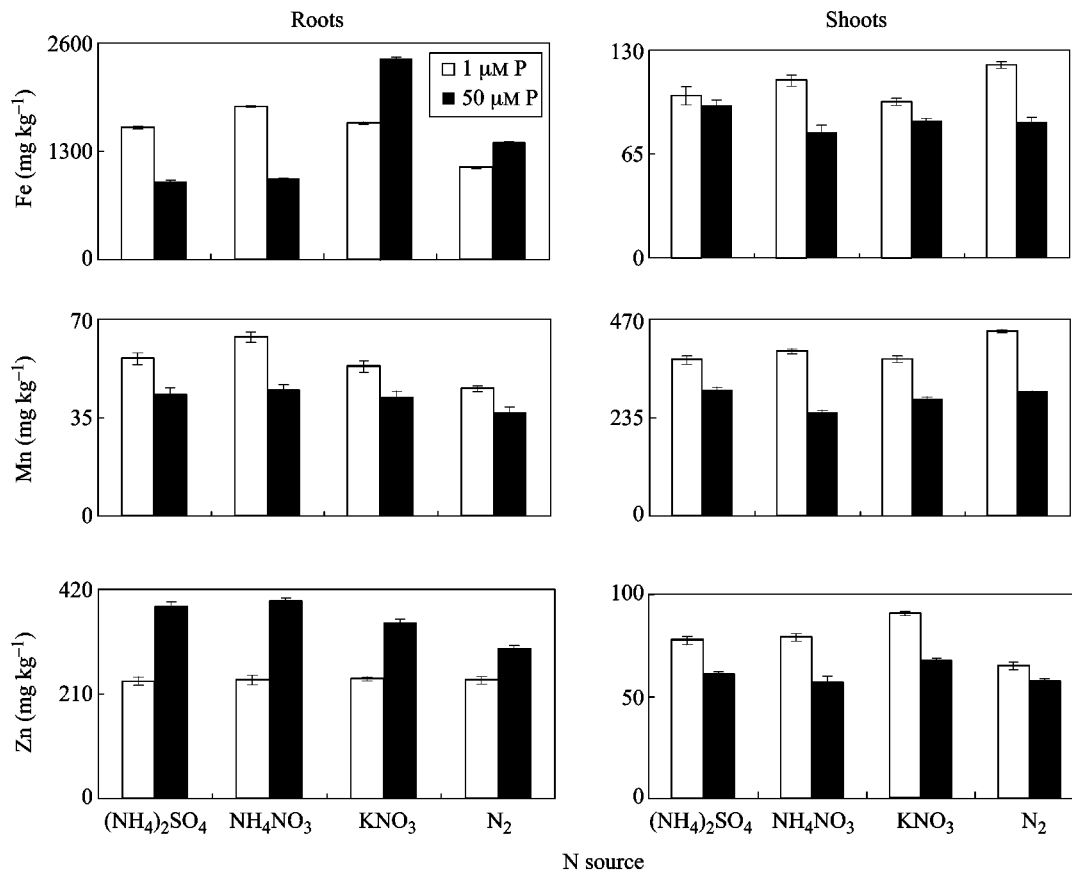 Roots
Shoots
Fe (mg kg⁻¹)
2600
1300
0
1 μM P
50 μM P
130
65
0
Mn (mg kg⁻¹)
70
35
0
470
235
0
Zn (mg kg⁻¹)
420
210
0
100
50
0
(NH₄)₂SO₄ NH₄NO₃ KNO₃ N₂
(NH₄)₂SO₄ NH₄NO₃ KNO₃ N₂
N source